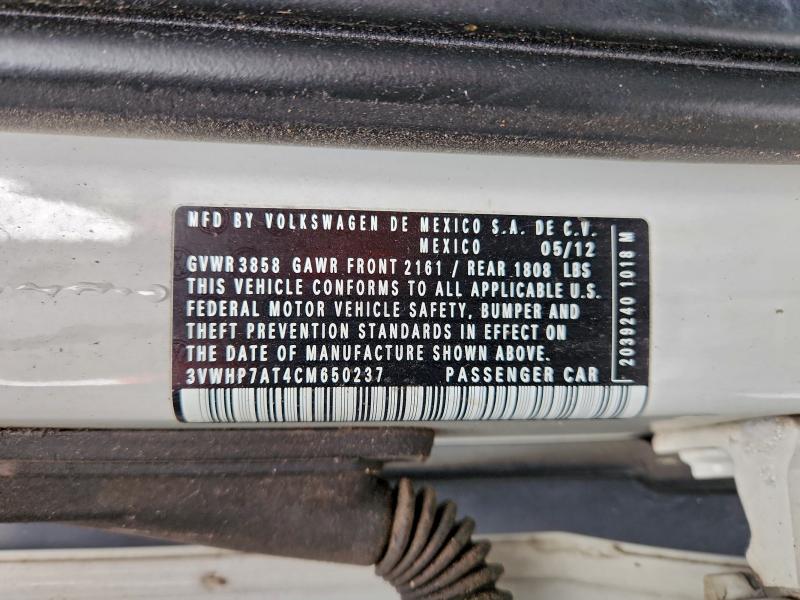 MFD BY VOLKSWAGEN DE MEXICO S.A. DE C.V.
MEXICO 05/12
GVWR 3858 GAWR FRONT 2161 / REAR 1808 LBS
THIS VEHICLE CONFORMS TO ALL APPLICABLE U.S.
FEDERAL MOTOR VEHICLE SAFETY, BUMPER AND
THEFT PREVENTION STANDARDS IN EFFECT ON
THE DATE OF MANUFACTURE SHOWN ABOVE.
3VWHP7AT4CM650237 PASSENGER CAR
2039240 1018 M